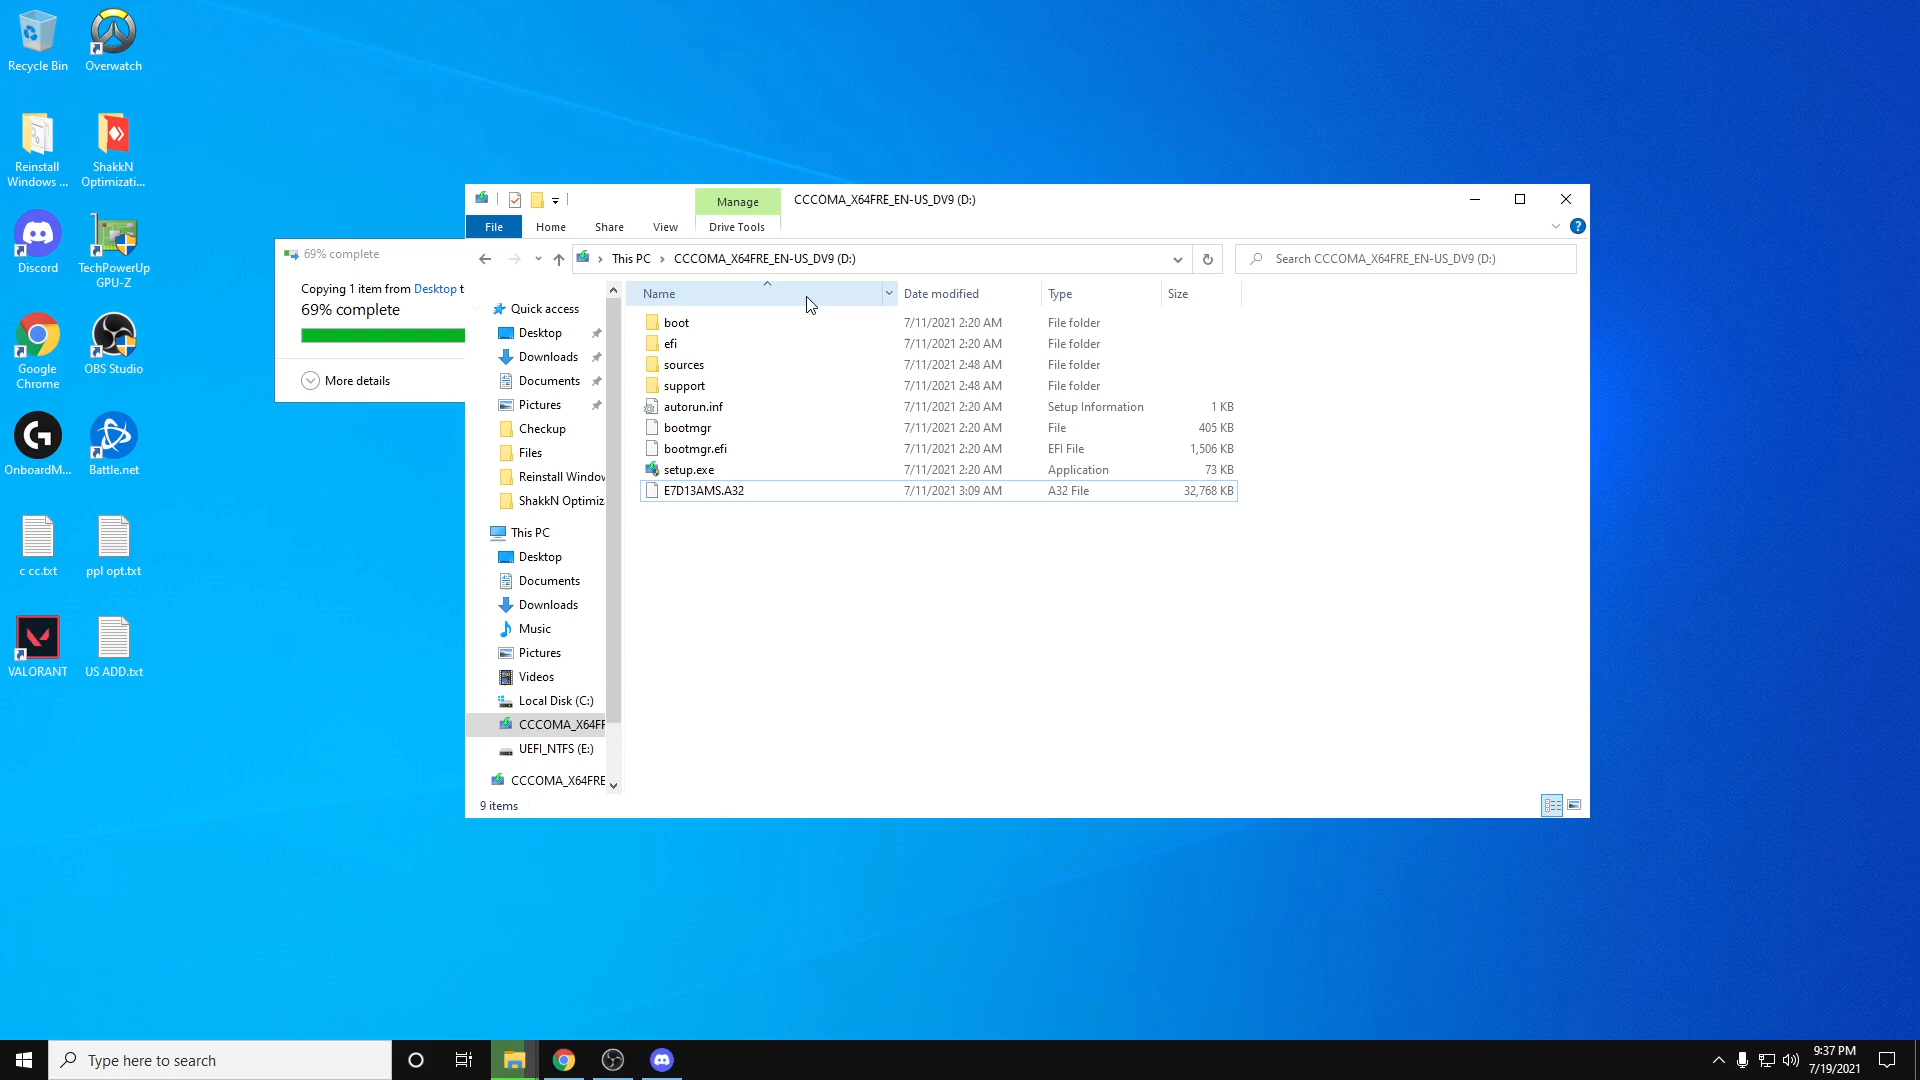 Recycle Bin
Overwatch
Reinstall
Windows ...
ShakkN
Optimizati...
Discord
TechPowerUp
GPU-Z
Google
Chrome
OBS Studio
OnboardM...
Battle.net
c cc.txt
ppl opt.txt
VALORANT
US ADD.txt
69% complete
Copying 1 item from Desktop t
69% complete
More details
Manage
CCCOMA_X64FRE_EN-US_DV9 (D:)
File
Home
Share
View
Drive Tools
This PC
CCCOMA_X64FRE_EN-US_DV9 (D:)
Search CCCOMA_X64FRE_EN-US_DV9 (D:)
Quick access
Desktop
Downloads
Documents
Pictures
Checkup
Files
Reinstall Window
ShakkN Optimiz
This PC
Desktop
Documents
Downloads
Music
Pictures
Videos
Local Disk (C:)
CCCOMA_X64FR
UEFI_NTFS (E:)
CCCOMA_X64FRE
Name Date modified Type Size
boot 7/11/2021 2:20 AM File folder
efi 7/11/2021 2:20 AM File folder
sources 7/11/2021 2:48 AM File folder
support 7/11/2021 2:48 AM File folder
autorun.inf 7/11/2021 2:20 AM Setup Information 1 KB
bootmgr 7/11/2021 2:20 AM File 405 KB
bootmgr.efi 7/11/2021 2:20 AM EFI File 1,506 KB
setup.exe 7/11/2021 2:20 AM Application 73 KB
E7D13AMS.A32 7/11/2021 3:09 AM A32 File 32,768 KB
9 items
Type here to search
9:37 PM
7/19/2021